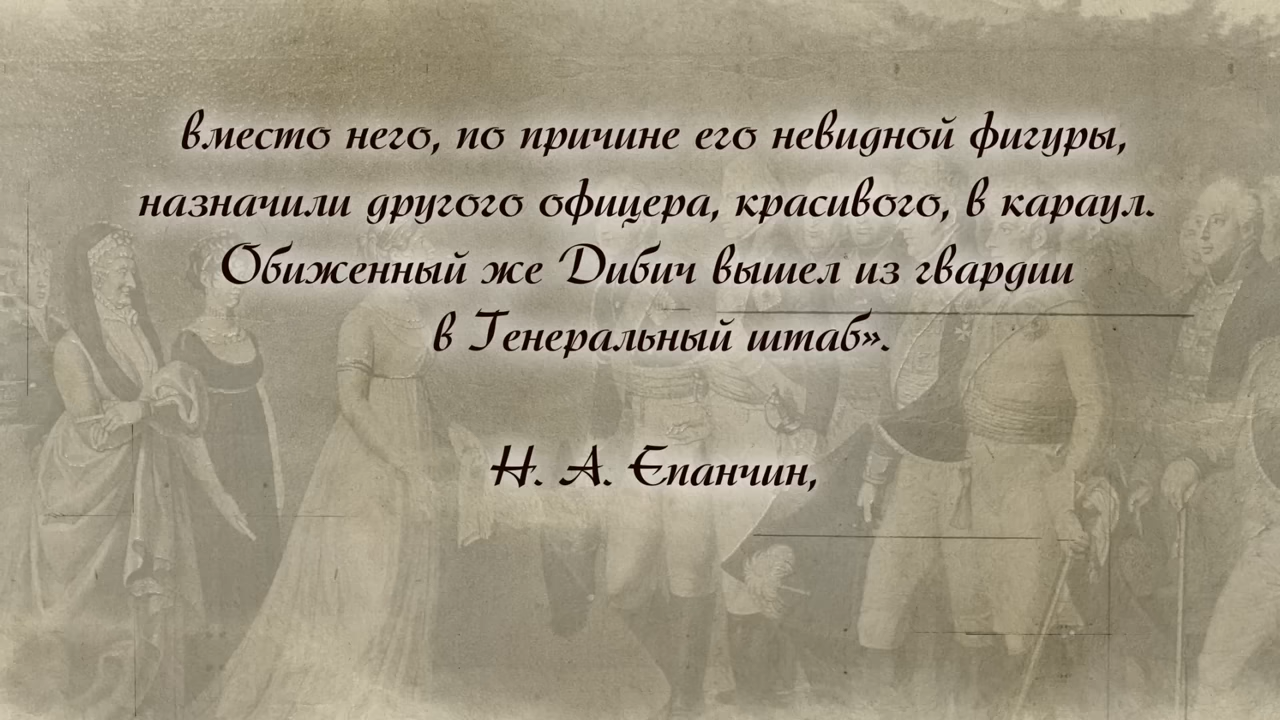 вместо него, по причине его невидной фигуры,
назначили другого офицера, красивого, в караул.
Обиженный же Дибич вышел из гвардии
в Генеральный штаб».
Н. А. Епанчин,